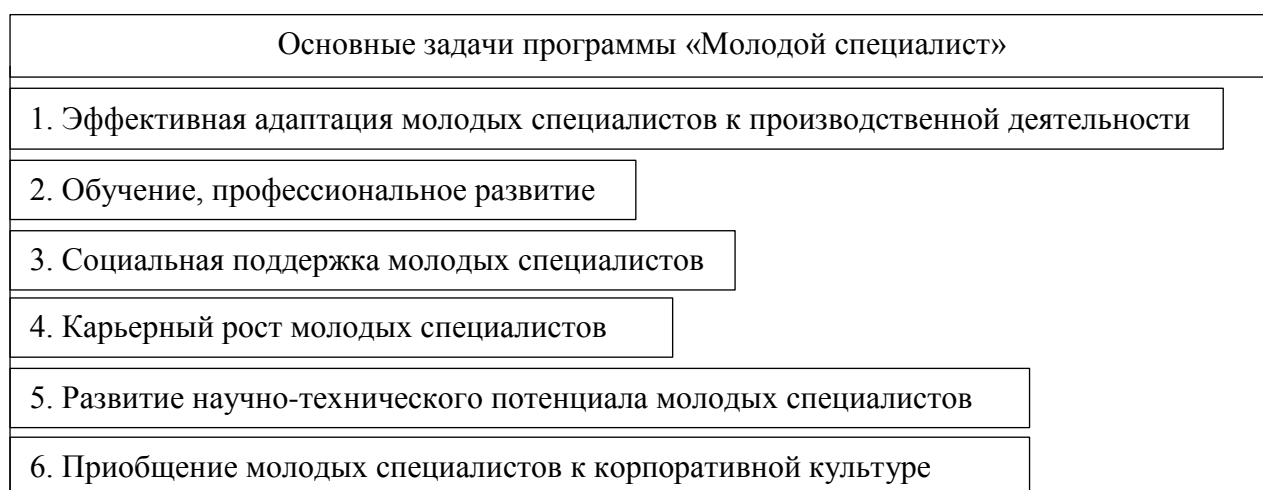 Основные задачи программы «Молодой специалист»
1. Эффективная адаптация молодых специалистов к производственной деятельности
2. Обучение, профессиональное развитие
3. Социальная поддержка молодых специалистов
4. Карьерный рост молодых специалистов
5. Развитие научно-технического потенциала молодых специалистов
6. Приобщение молодых специалистов к корпоративной культуре